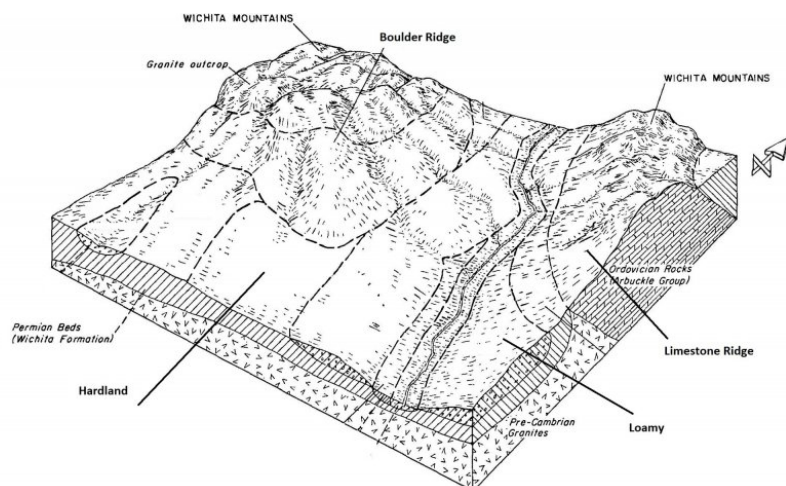 WICHITA MOUNTAINS
Boulder Ridge
Granite outcrop
WICHITA MOUNTAINS
N
Ordovician Rocks
(Arbuckle Group)
Permian Beds
(Wichita Formation)
Limestone Ridge
Hardland
Pre-Cambrian
Granites
Loamy